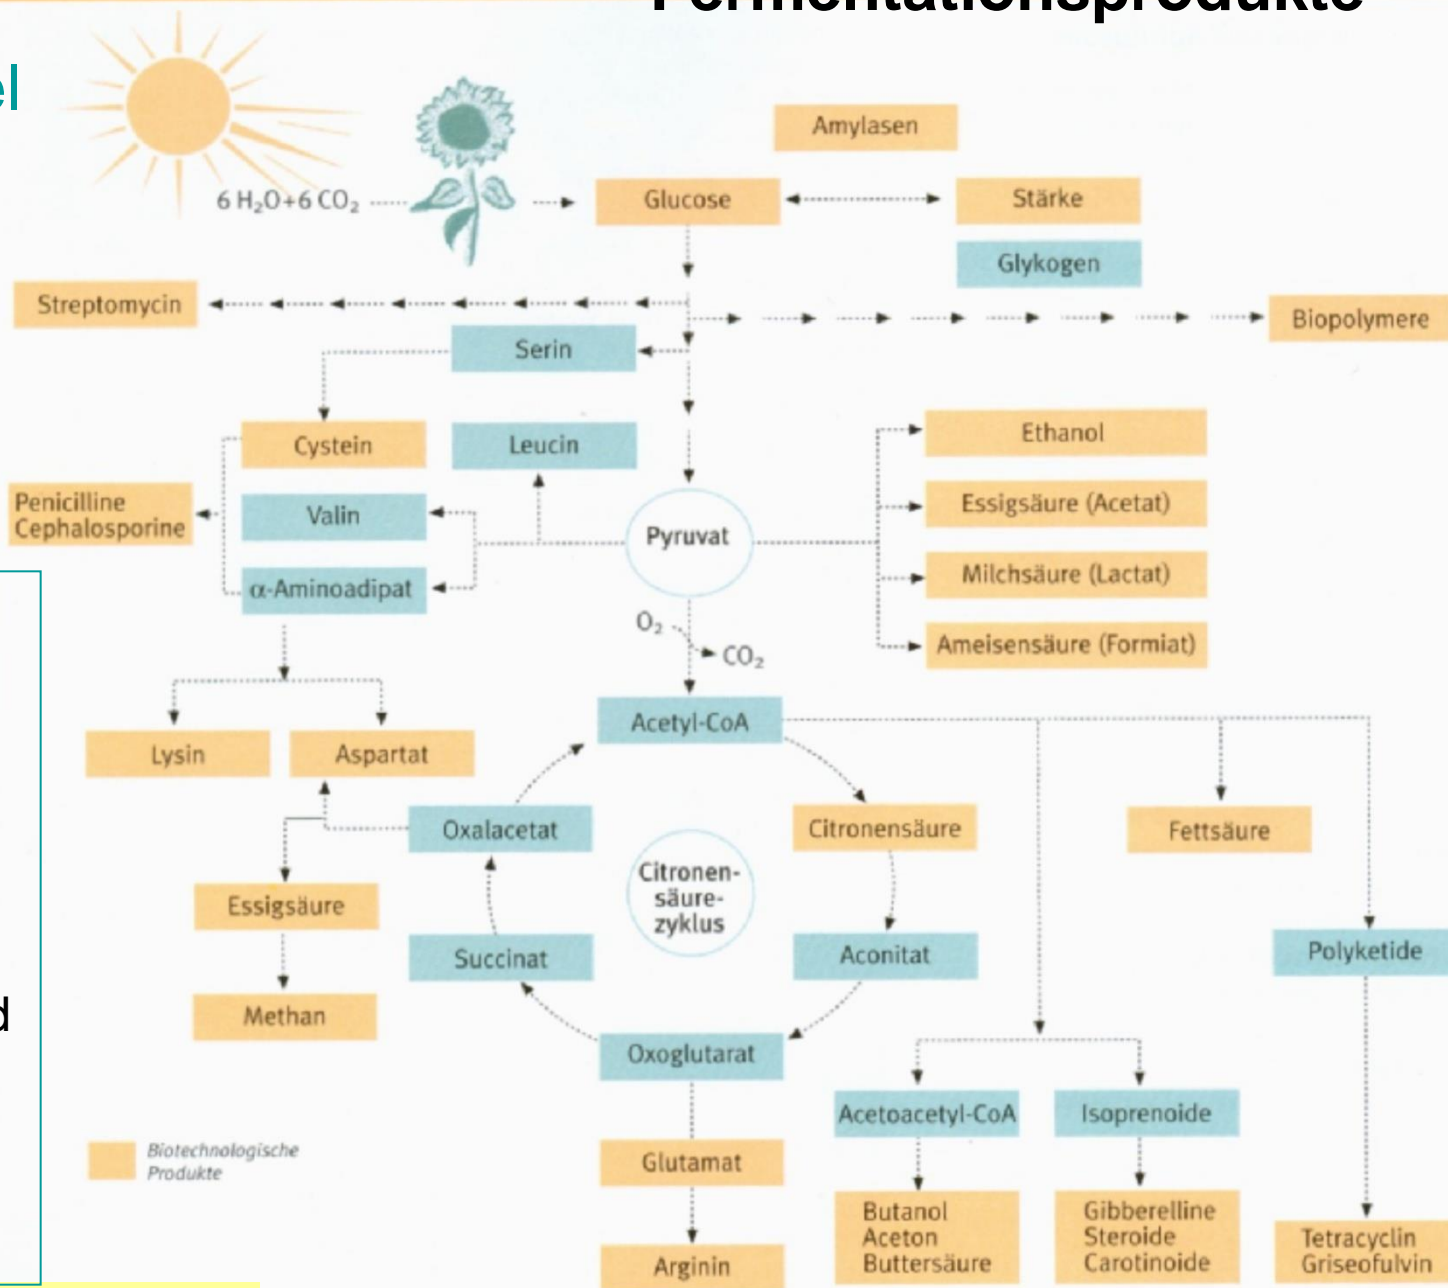 Fermentationsprodukte
el
Amylasen
6 H₂O+6 CO₂
Glucose
Stärke
Glykogen
Streptomycin
Biopolymere
Serin
Cystein
Leucin
Ethanol
Penicilline
Cephalosporine
Valin
Essigsäure (Acetat)
Pyruvat
α-Aminoadipat
Milchsäure (Lactat)
O₂
CO₂
Ameisensäure (Formiat)
Acetyl-CoA
Lysin
Aspartat
Oxalacetat
Citronensäure
Fettsäure
Citronen-
säure-
zyklus
Essigsäure
Succinat
Aconitat
Polyketide
d
Methan
Oxoglutarat
Acetoacetyl-CoA
Isoprenoide
Biotechnologische
Produkte
Glutamat
Butanol
Aceton
Buttersäure
Gibberelline
Steroide
Carotinoide
Tetracyclin
Griseofulvin
Arginin